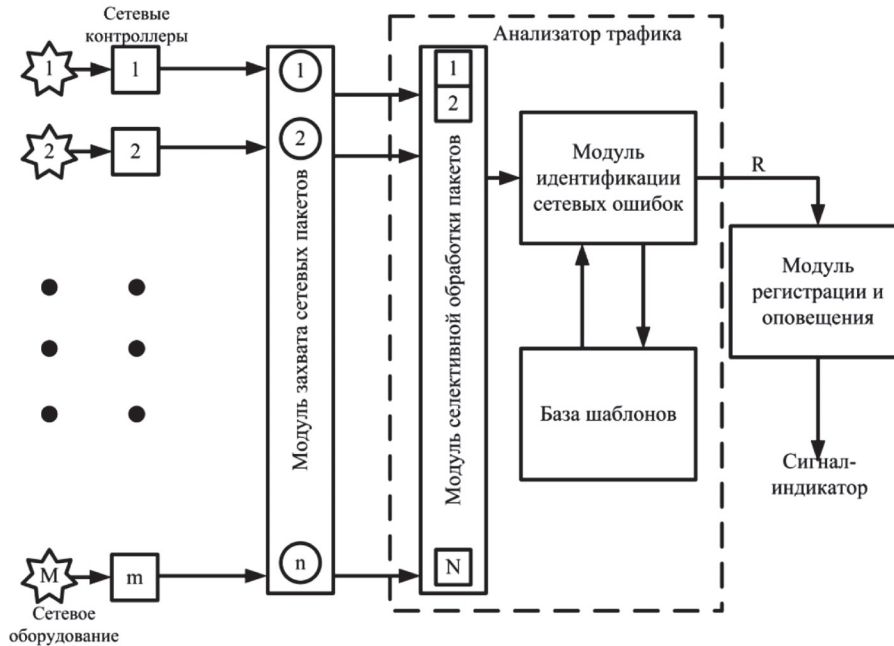 Сетевые
контроллеры
Анализатор трафика
1
1
1
1
2
2
2
2
2
Модуль захвата сетевых пакетов
Модуль селективной обработки пакетов
Модуль
идентификации
сетевых ошибок
R
Модуль
регистрации и
оповещения
База шаблонов
Сигнал-
индикатор
M
m
n
N
Сетевое
оборудование